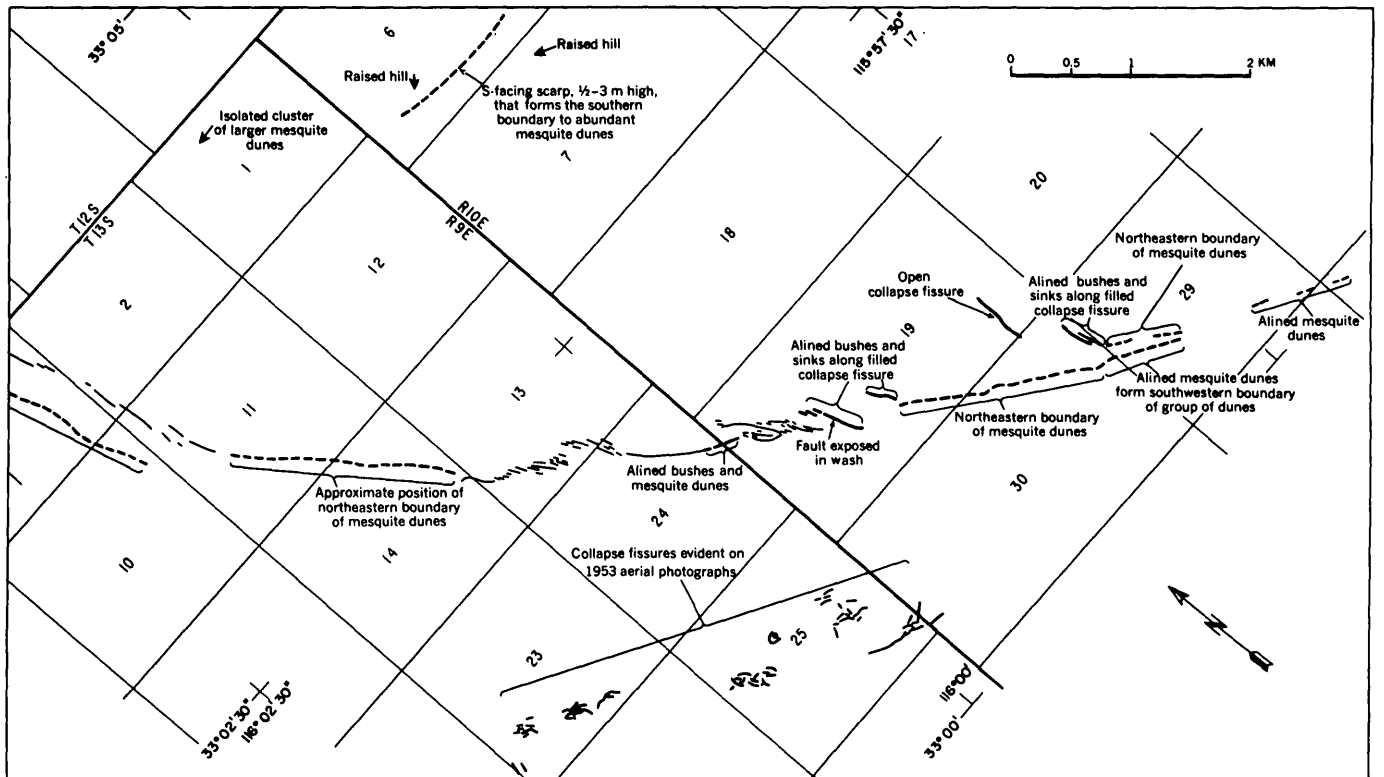 33°05'
6
Raised hill
Raised hill
115°57'30"
17
0 0.5 1 2 KM
S-facing scarp, ½–3 m high,
that forms the southern
boundary to abundant
mesquite dunes
Isolated cluster
of larger mesquite
dunes
1
7
20
T12S
T13S
R10E
R9E
18
12
2
Northeastern boundary
of mesquite dunes
Open
collapse fissure
Alined bushes and
sinks along filled
collapse fissure
29
19
Alined mesquite
dunes
Alined bushes and
sinks along filled
collapse fissure
13
11
Alined mesquite dunes
form southwestern boundary
of group of dunes
Northeastern boundary
of mesquite dunes
Fault exposed
in wash
Alined bushes and
mesquite dunes
30
Approximate position of
northeastern boundary
of mesquite dunes
24
14
10
Collapse fissures evident on
1953 aerial photographs
N
25
23
116°00'
33°00'
33°02'30"
116°02'30"